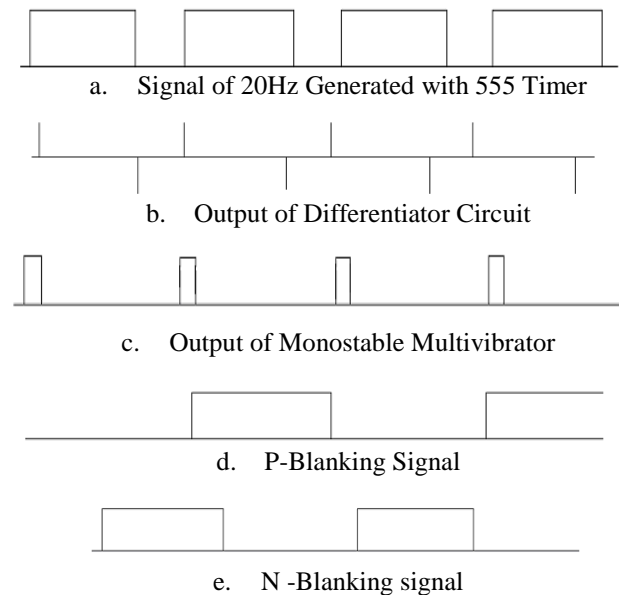 a. Signal of 20Hz Generated with 555 Timer
b. Output of Differentiator Circuit
c. Output of Monostable Multivibrator
d. P-Blanking Signal
e. N -Blanking signal